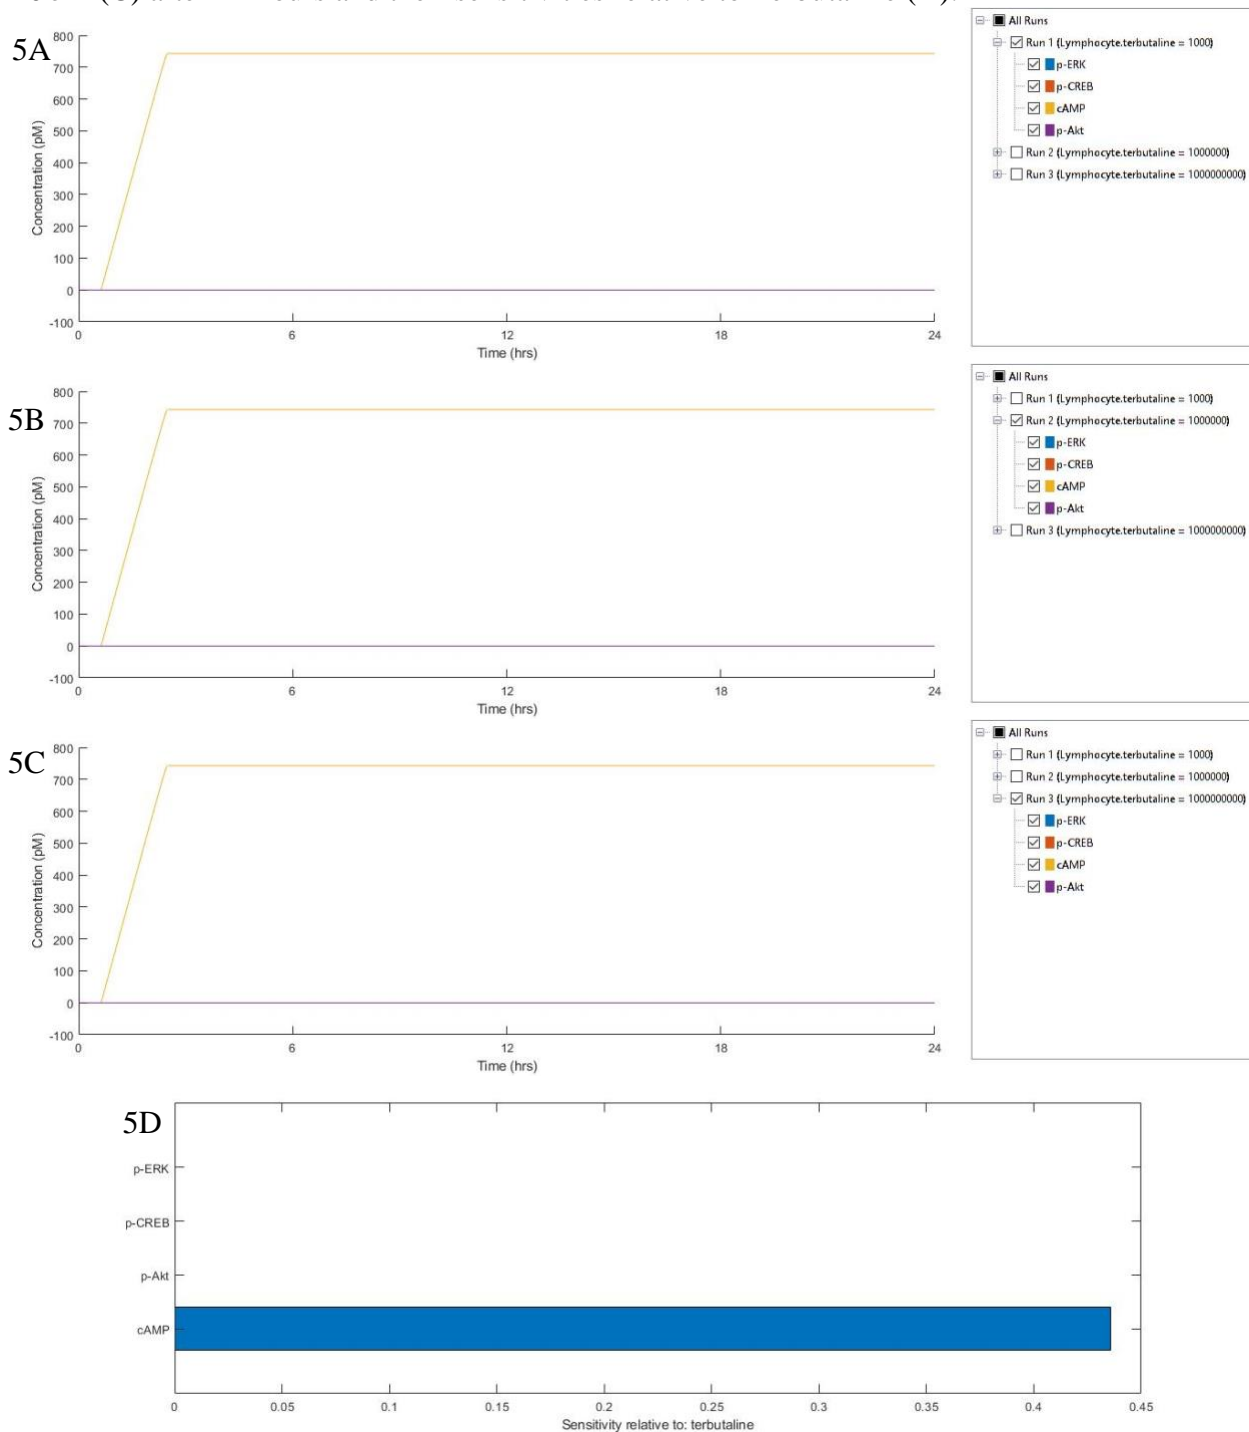 5A
800
700
600
500
400
300
200
100
0
-100
Concentration (pM)
0 6 12 18 24
Time (hrs)
All Runs
Run 1 (Lymphocyte.terbutaline = 1000)
p-ERK
p-CREB
cAMP
p-Akt
Run 2 (Lymphocyte.terbutaline = 1000000)
Run 3 (Lymphocyte.terbutaline = 1000000000)
5B
800
700
600
500
400
300
200
100
0
-100
Concentration (pM)
0 6 12 18 24
Time (hrs)
All Runs
Run 1 (Lymphocyte.terbutaline = 1000)
Run 2 (Lymphocyte.terbutaline = 1000000)
p-ERK
p-CREB
cAMP
p-Akt
Run 3 (Lymphocyte.terbutaline = 1000000000)
5C
800
700
600
500
400
300
200
100
0
-100
Concentration (pM)
0 6 12 18 24
Time (hrs)
All Runs
Run 1 (Lymphocyte.terbutaline = 1000)
Run 2 (Lymphocyte.terbutaline = 1000000)
Run 3 (Lymphocyte.terbutaline = 1000000000)
p-ERK
p-CREB
cAMP
p-Akt
5D
p-ERK
p-CREB
p-Akt
cAMP
0 0.05 0.1 0.15 0.2 0.25 0.3 0.35 0.4 0.45
Sensitivity relative to: terbutaline